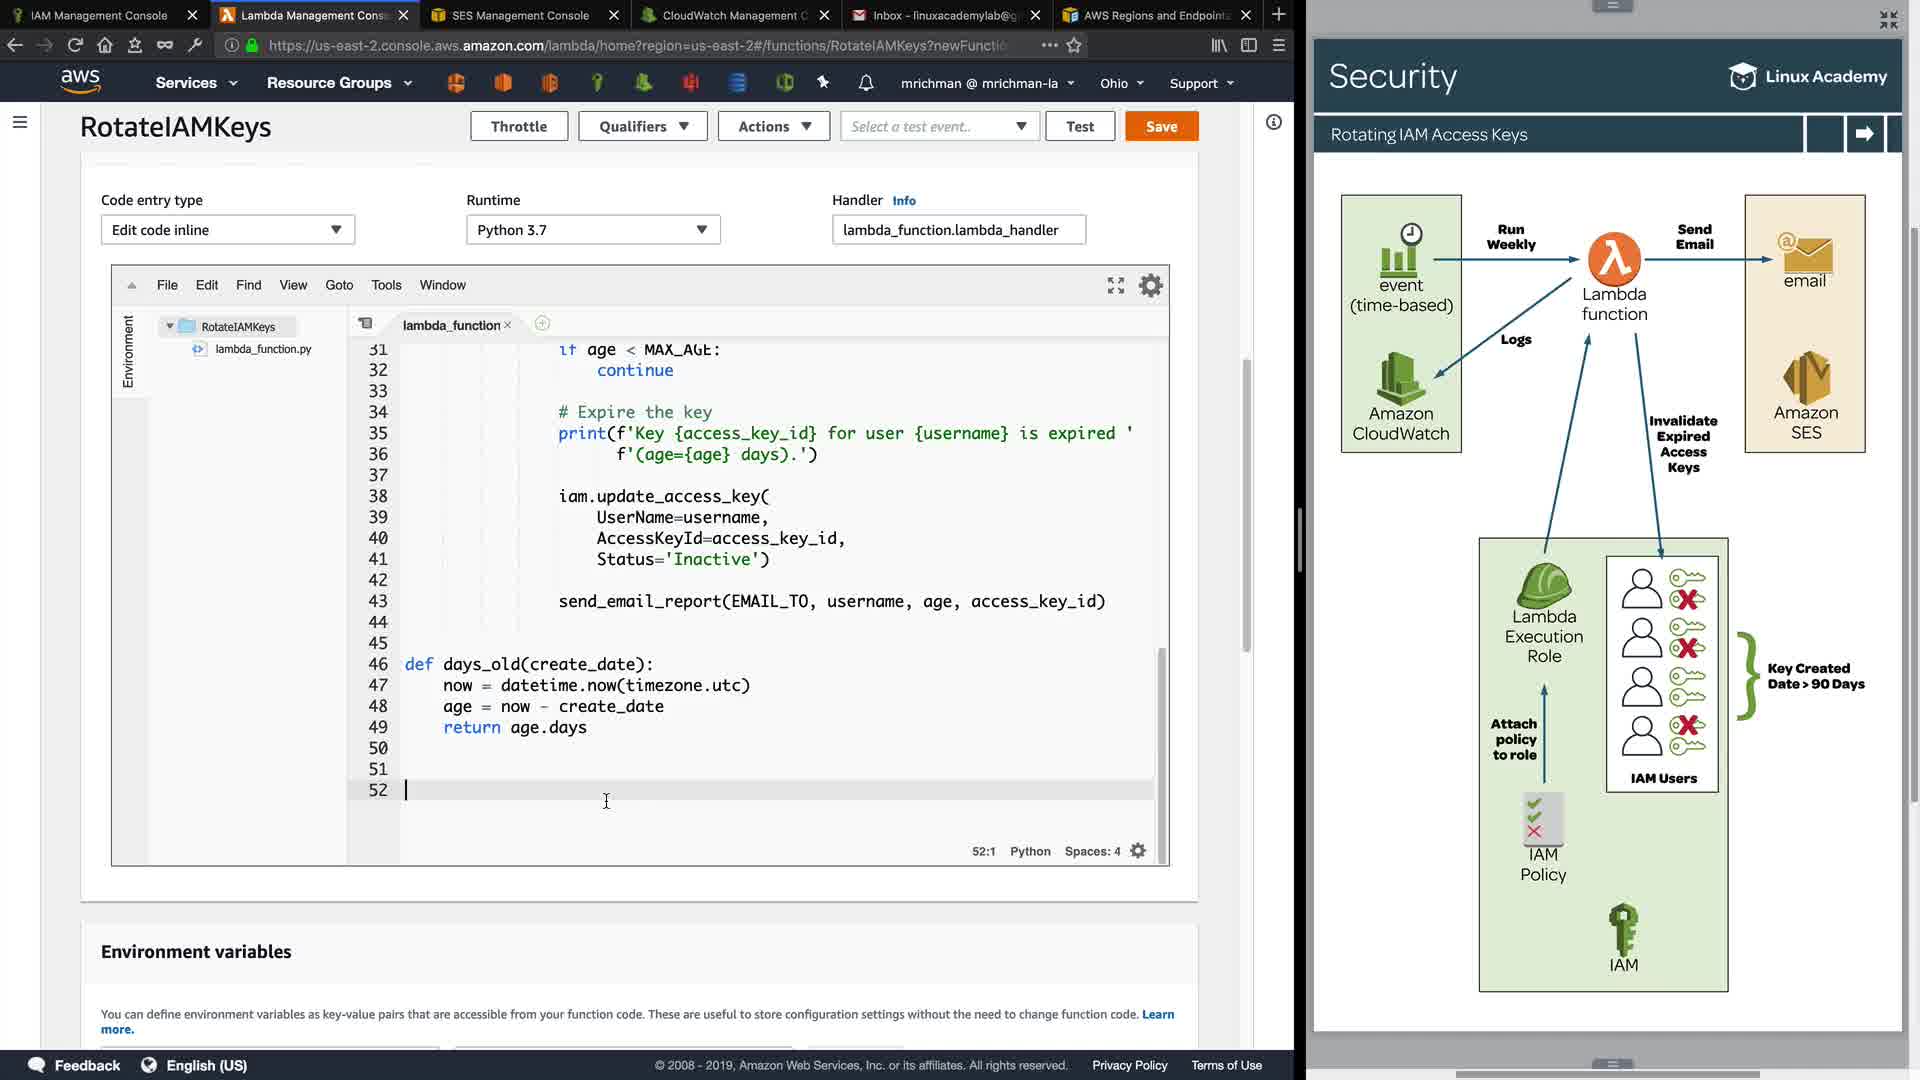 IAM Management Console
Lambda Management Cons
SES Management Console
CloudWatch Management C
Inbox – linuxacademylab@g
AWS Regions and Endpoint
https://us-east-2.console.aws.amazon.com/lambda/home?region=us-east-2#/functions/RotateIAMKeys?newFuncti
aws
Services
Resource Groups
mrichman @ mrichman-la
Ohio
Support
RotateIAMKeys
Throttle
Qualifiers
Actions
Select a test event..
Test
Save
Code entry type
Runtime
Handler Info
Edit code inline
Python 3.7
lambda_function.lambda_handler
File Edit Find View Goto Tools Window
Environment
RotateIAMKeys
lambda_function.py
lambda_function
31 if age < MAX_AGE:
32 continue
33
34 # Expire the key
35 print(f'Key {access_key_id} for user {username} is expired '
36 f'(age={age} days).')
37
38 iam.update_access_key(
39 UserName=username,
40 AccessKeyId=access_key_id,
41 Status='Inactive')
42
43 send_email_report(EMAIL_TO, username, age, access_key_id)
44
45
46 def days_old(create_date):
47 now = datetime.now(timezone.utc)
48 age = now - create_date
49 return age.days
50
51
52
52:1 Python Spaces: 4
Environment variables
You can define environment variables as key-value pairs that are accessible from your function code. These are useful to store configuration settings without the need to change function code. Learn
more.
Feedback
English (US)
© 2008 - 2019, Amazon Web Services, Inc. or its affiliates. All rights reserved.
Privacy Policy
Terms of Use
Security
Linux Academy
Rotating IAM Access Keys
event
(time-based)
Run
Weekly
Lambda
function
Send
Email
email
Logs
Amazon
CloudWatch
Amazon
SES
Invalidate
Expired
Access
Keys
Lambda
Execution
Role
Attach
policy
to role
IAM Users
Key Created
Date > 90 Days
IAM
Policy
IAM